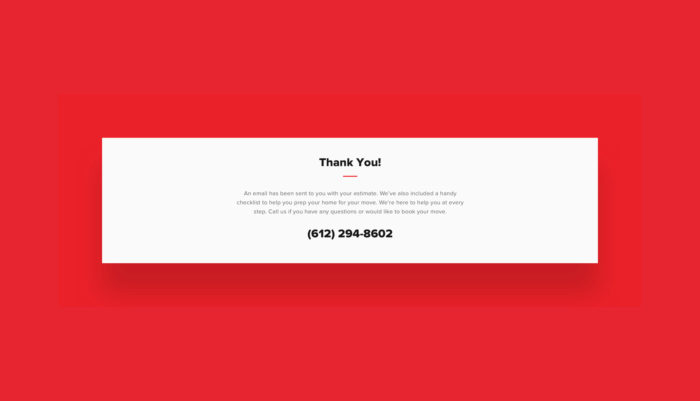 Thank You!
An email has been sent to you with your estimate. We've also included a handy
checklist to help you prep your home for your move. We're here to help you at every
step. Call us if you have any questions or would like to book your move.
(612) 294-8602